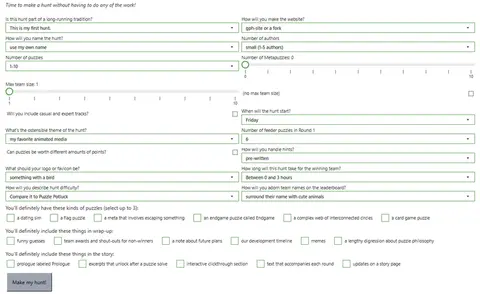 Time to make a hunt without having to do any of the work!
Is this hunt part of a long-running tradition?
This is my first hunt.
How will you make the website?
gph-site or a fork
How will you name the hunt?
use my own name
Number of authors
small (1-5 authors)
Number of puzzles
1-10
Number of Metapuzzles: 0
0
10
Max team size: 1
1
10
(no max team size)
Will you include casual and expert tracks?
When will the hunt start?
Friday
What's the ostensible theme of the hunt?
my favorite animated media
Number of feeder puzzles in Round 1
6
Can puzzles be worth different amounts of points?
How will you handle hints?
pre-written
What should your logo or favicon be?
something with a bird
How long will this hunt take for the winning team?
Between 0 and 3 hours
How will you describe hunt difficulty?
Compare it to Puzzle Potluck
How will you adorn team names on the leaderboard?
surround their name with cute animals
You'll definitely have these kinds of puzzles (select up to 3):
a dating sim
a flag puzzle
a meta that involves escaping something
an endgame puzzle called Endgame
a complex web of interconnected circles
a card game puzzle
You'll definitely include these things in wrap-up:
funny guesses
team awards and shout-outs for non-winners
a note about future plans
our development timeline
memes
a lengthy digression about puzzle philosophy
You'll definitely include these things in the story:
prologue labeled Prologue
excerpts that unlock after a puzzle solve
interactive clickthrough section
text that accompanies each round
updates on a story page
Make my hunt!